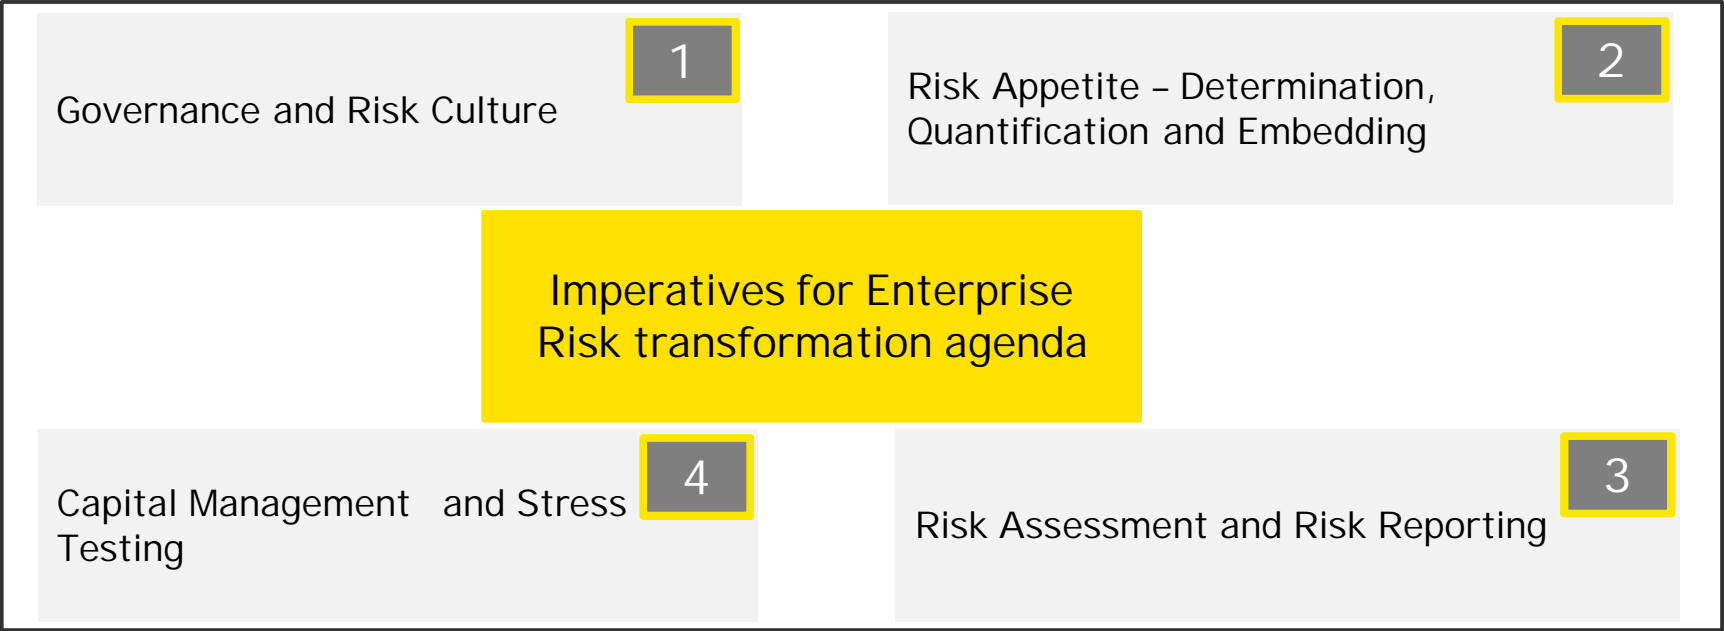 1
Governance and Risk Culture
2
Risk Appetite – Determination,
Quantification and Embedding
Imperatives for Enterprise
Risk transformation agenda
4
Capital Management and Stress
Testing
3
Risk Assessment and Risk Reporting